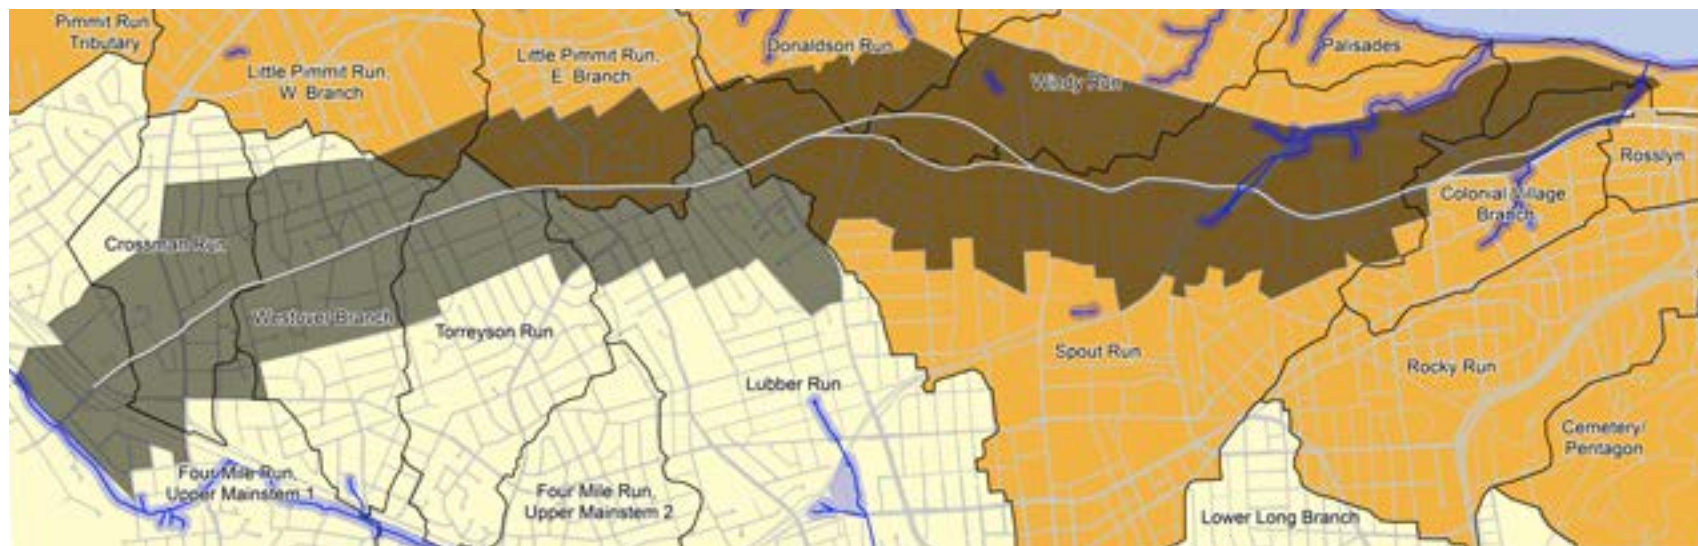 Pimmit Run
Tributary
Little Pimmit Run,
W. Branch
Little Pimmit Run,
E. Branch
Donaldson Run
Windy Run
Palisades
Rosslyn
Colonial Village
Branch
Crossman Run
Westover Branch
Torreyson Run
Lubber Run
Spout Run
Rocky Run
Cemetery/
Pentagon
Four Mile Run,
Upper Mainstem 1
Four Mile Run,
Upper Mainstem 2
Lower Long Branch